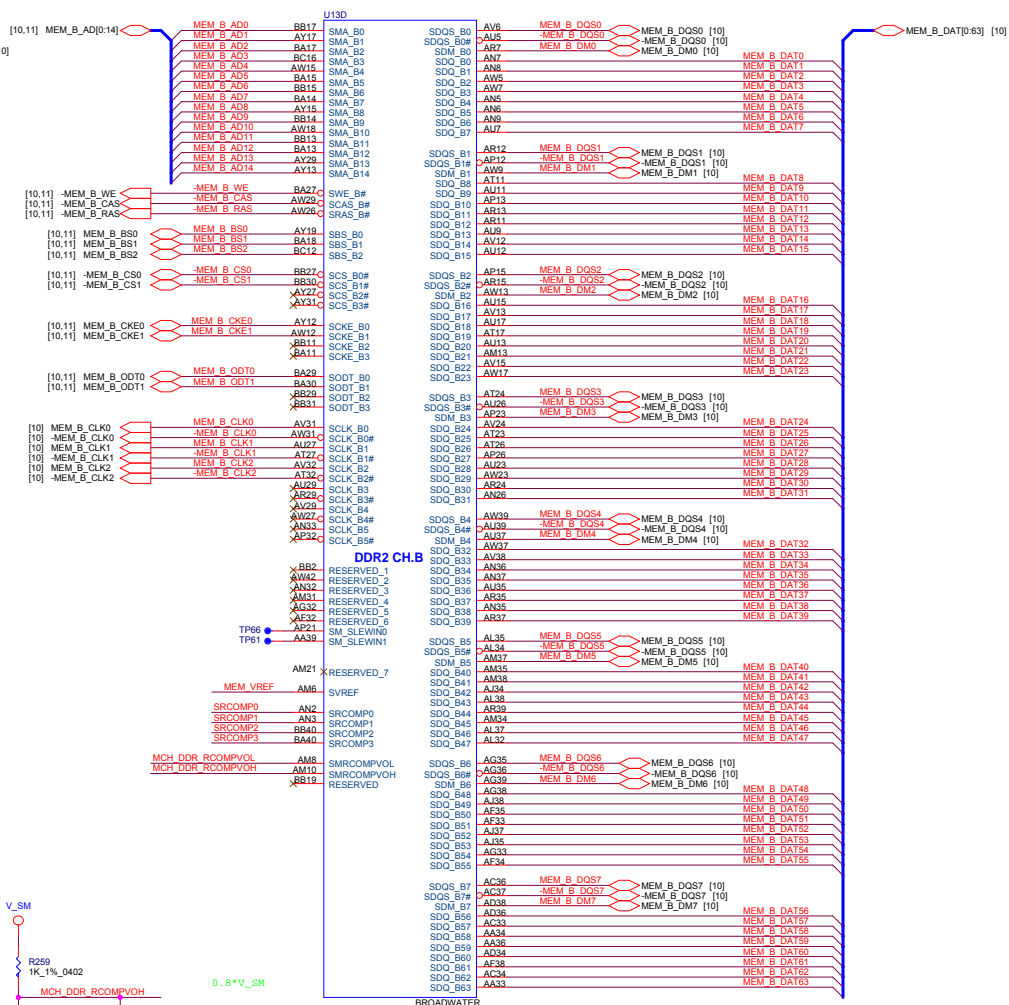 U13D
[10,11] MEM_B_AD[0:14]
0]
MEM_B_AD0 BB17 SMA_B0
MEM_B_AD1 AY17 SMA_B1
MEM_B_AD2 BA17 SMA_B2
MEM_B_AD3 BC16 SMA_B3
MEM_B_AD4 AW15 SMA_B4
MEM_B_AD5 BA15 SMA_B5
MEM_B_AD6 BB15 SMA_B6
MEM_B_AD7 BA14 SMA_B7
MEM_B_AD8 AY15 SMA_B8
MEM_B_AD9 BB14 SMA_B9
MEM_B_AD10 AW18 SMA_B10
MEM_B_AD11 BB13 SMA_B11
MEM_B_AD12 BA13 SMA_B12
MEM_B_AD13 AY29 SMA_B13
MEM_B_AD14 AY13 SMA_B14
[10,11] -MEM_B_WE -MEM_B_WE BA27 SWE_B#
[10,11] -MEM_B_CAS -MEM_B_CAS AW29 SCAS_B#
[10,11] -MEM_B_RAS -MEM_B_RAS AW26 SRAS_B#
[10,11] MEM_B_BS0 MEM_B_BS0 AY19 SBS_B0
[10,11] MEM_B_BS1 MEM_B_BS1 BA18 SBS_B1
[10,11] MEM_B_BS2 MEM_B_BS2 BC12 SBS_B2
[10,11] -MEM_B_CS0 -MEM_B_CS0 BB27 SCS_B0#
[10,11] -MEM_B_CS1 -MEM_B_CS1 BB30 SCS_B1#
AY27 SCS_B2#
AY31 SCS_B3#
[10,11] MEM_B_CKE0 MEM_B_CKE0 AY12 SCKE_B0
[10,11] MEM_B_CKE1 MEM_B_CKE1 AW12 SCKE_B1
BB11 SCKE_B2
BA11 SCKE_B3
[10,11] MEM_B_ODT0 MEM_B_ODT0 BA29 SODT_B0
[10,11] MEM_B_ODT1 MEM_B_ODT1 BA30 SODT_B1
BB29 SODT_B2
BB31 SODT_B3
[10] MEM_B_CLK0 MEM_B_CLK0 AV31 SCLK_B0
[10] -MEM_B_CLK0 -MEM_B_CLK0 AW31 SCLK_B0#
[10] MEM_B_CLK1 MEM_B_CLK1 AU27 SCLK_B1
[10] -MEM_B_CLK1 -MEM_B_CLK1 AT27 SCLK_B1#
[10] MEM_B_CLK2 MEM_B_CLK2 AV32 SCLK_B2
[10] -MEM_B_CLK2 -MEM_B_CLK2 AT32 SCLK_B2#
AU29 SCLK_B3
AR29 SCLK_B3#
AV29 SCLK_B4
AW27 SCLK_B4#
AN33 SCLK_B5
AP32 SCLK_B5#
DDR2 CH.B
BB2 RESERVED_1
AW42 RESERVED_2
AN32 RESERVED_3
AM31 RESERVED_4
AG32 RESERVED_5
AF32 RESERVED_6
TP66 AP21 SM_SLEWIN0
TP61 AA39 SM_SLEWIN1
AM21 RESERVED_7
MEM_VREF AM6 SVREF
SRCOMP0 AN2 SRCOMP0
SRCOMP1 AN3 SRCOMP1
SRCOMP2 BB40 SRCOMP2
SRCOMP3 BA40 SRCOMP3
MCH_DDR_RCOMPVOL AM8 SMRCOMPVOL
MCH_DDR_RCOMPVOH AM10 SMRCOMPVOH
BB19 RESERVED
SDQS_B0 AV6 MEM_B_DQS0 MEM_B_DQS0 [10]
SDQS_B0# AU5 -MEM_B_DQS0 -MEM_B_DQS0 [10]
SDM_B0 AR7 MEM_B_DM0 MEM_B_DM0 [10]
MEM_B_DAT[0:63] [10]
SDQ_B0 AN7 MEM_B_DAT0
SDQ_B1 AN8 MEM_B_DAT1
SDQ_B2 AW5 MEM_B_DAT2
SDQ_B3 AW7 MEM_B_DAT3
SDQ_B4 AN5 MEM_B_DAT4
SDQ_B5 AN6 MEM_B_DAT5
SDQ_B6 AN9 MEM_B_DAT6
SDQ_B7 AU7 MEM_B_DAT7
SDQS_B1 AR12 MEM_B_DQS1 MEM_B_DQS1 [10]
SDQS_B1# AP12 -MEM_B_DQS1 -MEM_B_DQS1 [10]
SDM_B1 AW9 MEM_B_DM1 MEM_B_DM1 [10]
SDQ_B8 AT11 MEM_B_DAT8
SDQ_B9 AU11 MEM_B_DAT9
SDQ_B10 AP13 MEM_B_DAT10
SDQ_B11 AR13 MEM_B_DAT11
SDQ_B12 AR11 MEM_B_DAT12
SDQ_B13 AU9 MEM_B_DAT13
SDQ_B14 AV12 MEM_B_DAT14
SDQ_B15 AU12 MEM_B_DAT15
SDQS_B2 AP15 MEM_B_DQS2 MEM_B_DQS2 [10]
SDQS_B2# AR15 -MEM_B_DQS2 -MEM_B_DQS2 [10]
SDM_B2 AW13 MEM_B_DM2 MEM_B_DM2 [10]
SDQ_B16 AU15 MEM_B_DAT16
SDQ_B17 AV13 MEM_B_DAT17
SDQ_B18 AU17 MEM_B_DAT18
SDQ_B19 AT17 MEM_B_DAT19
SDQ_B20 AU13 MEM_B_DAT20
SDQ_B21 AM13 MEM_B_DAT21
SDQ_B22 AV15 MEM_B_DAT22
SDQ_B23 AW17 MEM_B_DAT23
SDQS_B3 AT24 MEM_B_DQS3 MEM_B_DQS3 [10]
SDQS_B3# AU26 -MEM_B_DQS3 -MEM_B_DQS3 [10]
SDM_B3 AP23 MEM_B_DM3 MEM_B_DM3 [10]
SDQ_B24 AV24 MEM_B_DAT24
SDQ_B25 AT23 MEM_B_DAT25
SDQ_B26 AT26 MEM_B_DAT26
SDQ_B27 AP26 MEM_B_DAT27
SDQ_B28 AU23 MEM_B_DAT28
SDQ_B29 AW23 MEM_B_DAT29
SDQ_B30 AR24 MEM_B_DAT30
SDQ_B31 AN26 MEM_B_DAT31
SDQS_B4 AW39 MEM_B_DQS4 MEM_B_DQS4 [10]
SDQS_B4# AU39 -MEM_B_DQS4 -MEM_B_DQS4 [10]
SDM_B4 AU37 MEM_B_DM4 MEM_B_DM4 [10]
SDQ_B32 AW37 MEM_B_DAT32
SDQ_B33 AV38 MEM_B_DAT33
SDQ_B34 AN36 MEM_B_DAT34
SDQ_B35 AN37 MEM_B_DAT35
SDQ_B36 AU35 MEM_B_DAT36
SDQ_B37 AR35 MEM_B_DAT37
SDQ_B38 AN35 MEM_B_DAT38
SDQ_B39 AR37 MEM_B_DAT39
SDQS_B5 AL35 MEM_B_DQS5 MEM_B_DQS5 [10]
SDQS_B5# AL34 -MEM_B_DQS5 -MEM_B_DQS5 [10]
SDM_B5 AM37 MEM_B_DM5 MEM_B_DM5 [10]
SDQ_B40 AM35 MEM_B_DAT40
SDQ_B41 AM38 MEM_B_DAT41
SDQ_B42 AJ34 MEM_B_DAT42
SDQ_B43 AL38 MEM_B_DAT43
SDQ_B44 AR39 MEM_B_DAT44
SDQ_B45 AM34 MEM_B_DAT45
SDQ_B46 AL37 MEM_B_DAT46
SDQ_B47 AL32 MEM_B_DAT47
SDQS_B6 AG35 MEM_B_DQS6 MEM_B_DQS6 [10]
SDQS_B6# AG36 -MEM_B_DQS6 -MEM_B_DQS6 [10]
SDM_B6 AG39 MEM_B_DM6 MEM_B_DM6 [10]
SDQ_B48 AG38 MEM_B_DAT48
SDQ_B49 AJ38 MEM_B_DAT49
SDQ_B50 AF35 MEM_B_DAT50
SDQ_B51 AF33 MEM_B_DAT51
SDQ_B52 AJ37 MEM_B_DAT52
SDQ_B53 AJ35 MEM_B_DAT53
SDQ_B54 AG33 MEM_B_DAT54
SDQ_B55 AF34 MEM_B_DAT55
SDQS_B7 AC36 MEM_B_DQS7 MEM_B_DQS7 [10]
SDQS_B7# AC37 -MEM_B_DQS7 -MEM_B_DQS7 [10]
SDM_B7 AD38 MEM_B_DM7 MEM_B_DM7 [10]
SDQ_B56 AD36 MEM_B_DAT56
SDQ_B57 AC33 MEM_B_DAT57
SDQ_B58 AA34 MEM_B_DAT58
SDQ_B59 AA36 MEM_B_DAT59
SDQ_B60 AD34 MEM_B_DAT60
SDQ_B61 AF38 MEM_B_DAT61
SDQ_B62 AC34 MEM_B_DAT62
SDQ_B63 AA33 MEM_B_DAT63
BROADWATER
V_SM
R259
1K_1%_0402
0.8*V_SM
MCH_DDR_RCOMPVOH